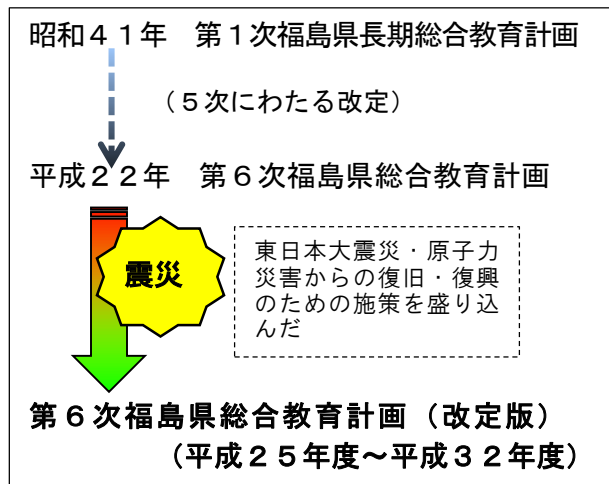 昭和４１年　第１次福島県長期総合教育計画
（５次にわたる改定）
平成２２年　第６次福島県総合教育計画
震災
東日本大震災・原子力
災害からの復旧・復興
のための施策を盛り込
んだ
第６次福島県総合教育計画（改定版）
（平成２５年度～平成３２年度）